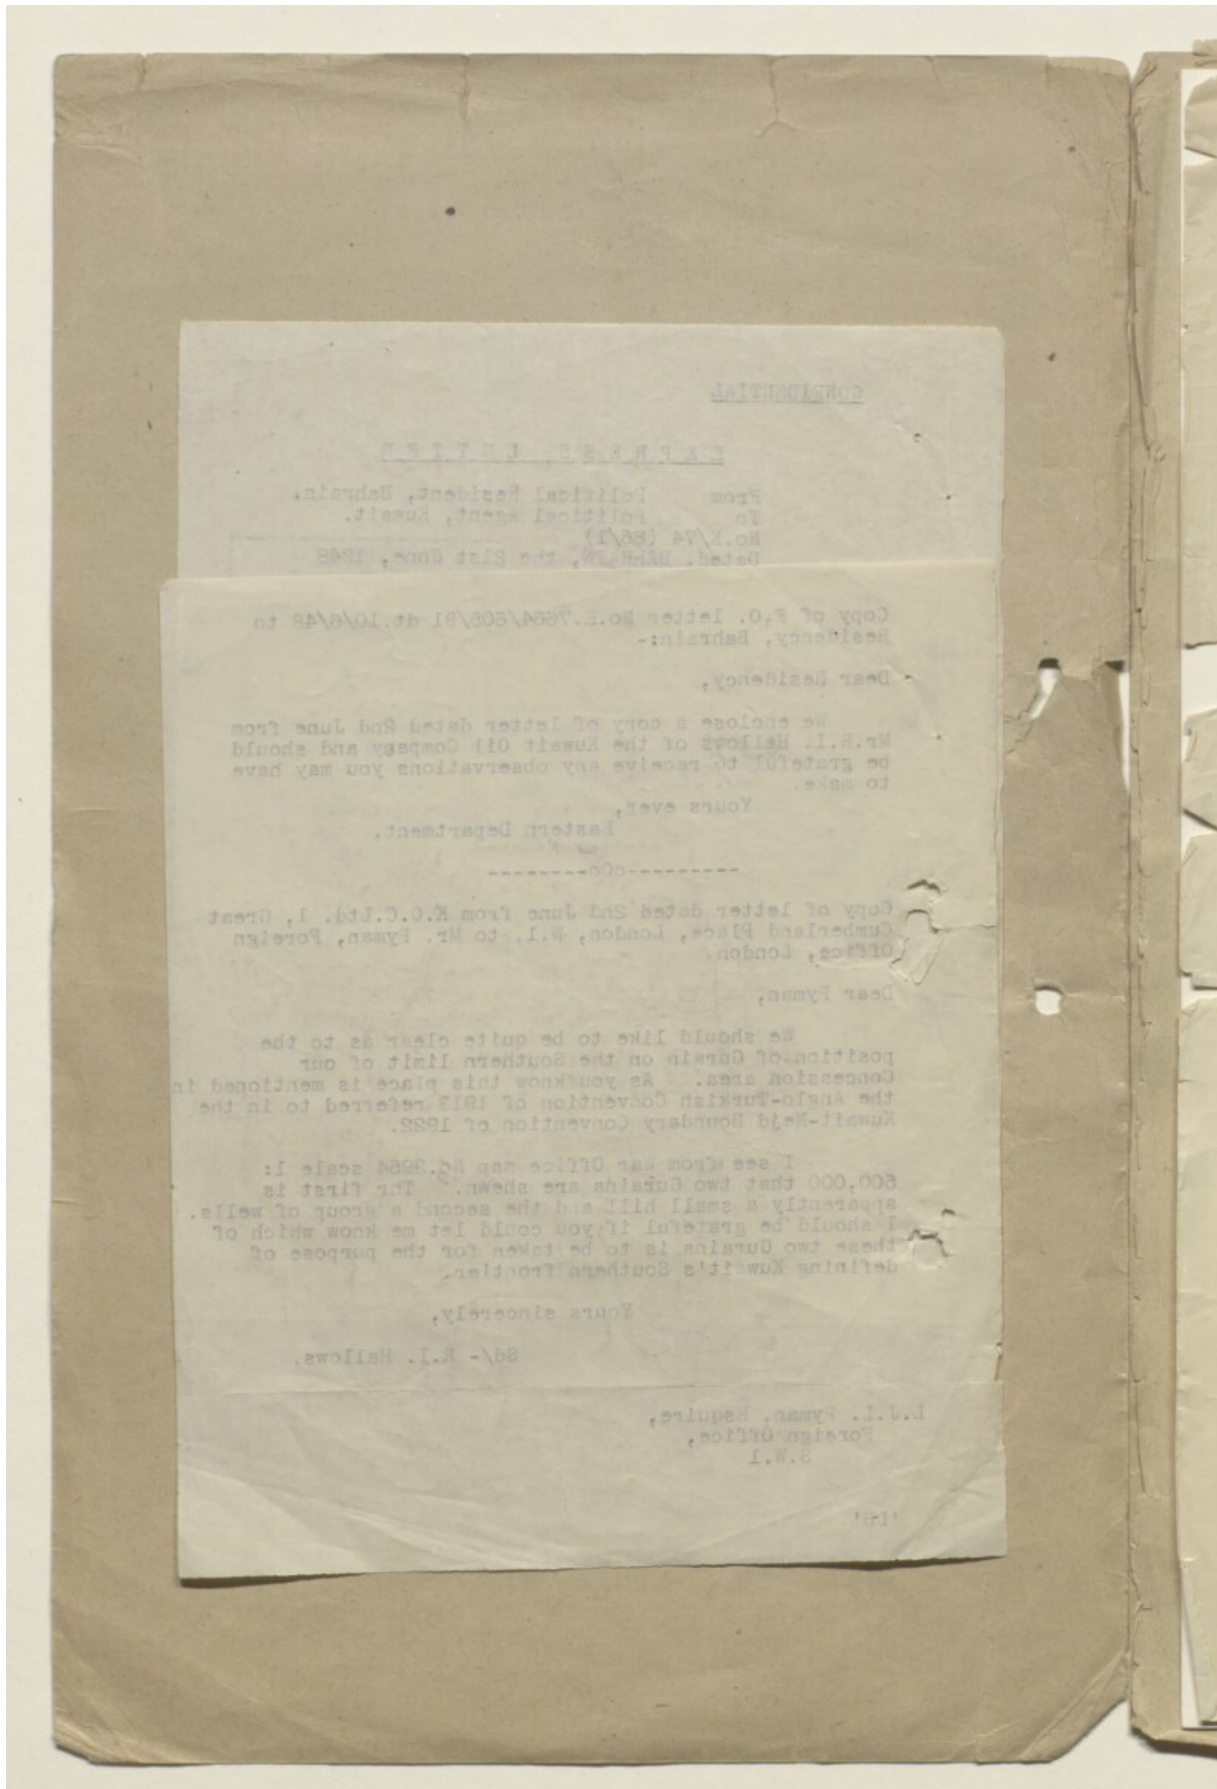 CONFIDENTIAL
EXPRESS LETTER
From Political Resident, Bahrain.
To Political Agent, Kuwait.
No.E/74 (86/1)
Dated. the 21st June, 1948
Copy of F.O. letter No.E.7664/605/91 dt.10/6/48 to
Residency, Bahrain:-
Dear Residency,
We enclose a copy of letter dated 2nd June from
Mr.R.I. Hallows of the Kuwait Oil Company and should
be grateful to receive any observations you may have
to make.
Yours ever,
Eastern Department.
---------oOo--------
Copy of letter dated 2nd June from K.O.C.Ltd. 1, Great
Cumberland Place, London, W.1. to Mr. Pyman, Foreign
Office, London.
Dear Pyman,
We should like to be quite clear as to the
position of Gurain on the Southern limit of our
Concession area. As you know this place is mentioned in
the Anglo-Turkish Convention of 1913 referred to in the
Kuwait-Nejd Boundary Convention of 1922.
I see from War Office map No.3954 scale 1:
500,000 that two Gurains are shewn. Thr first is
apparently a small hill and the second a group of wells.
I should be grateful if you could let me know which of
these two Gurains is to be taken for the purpose of
defining Kuwait's Southern frontier.
Yours sincerely,
Sd/- R.I. Hallows.
L.J.L. Pyman, Esquire,
Foreign Office,
S.W.1